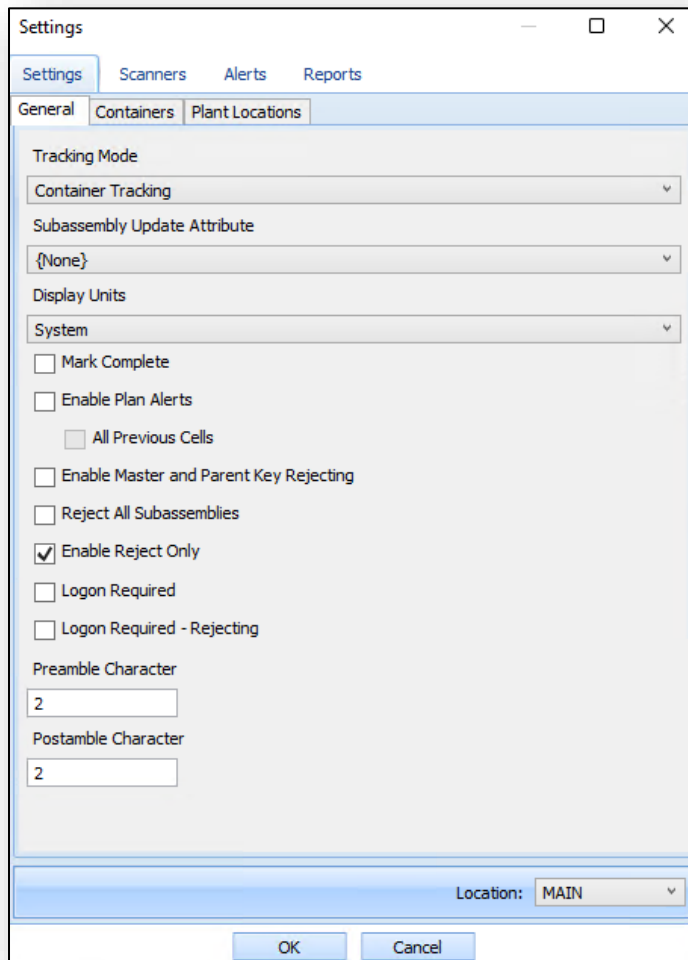 Settings
Settings Scanners Alerts Reports
General Containers Plant Locations
Tracking Mode
Container Tracking
Subassembly Update Attribute
{None}
Display Units
System
Mark Complete
Enable Plan Alerts
All Previous Cells
Enable Master and Parent Key Rejecting
Reject All Subassemblies
Enable Reject Only
Logon Required
Logon Required - Rejecting
Preamble Character
2
Postamble Character
2
Location: MAIN
OK Cancel